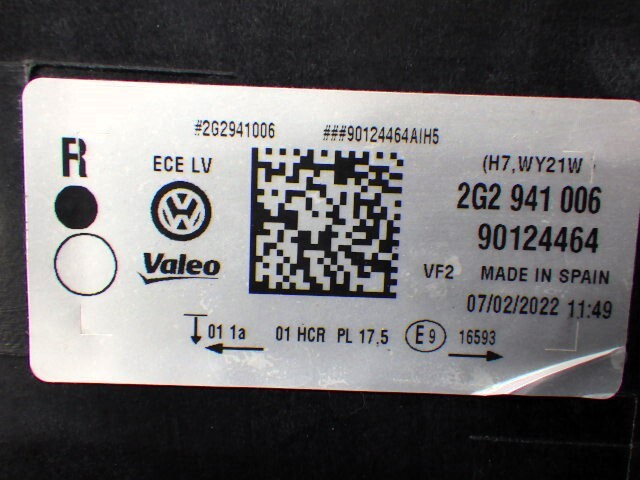 #2G2941006 ###90124464AIH5
R ECE LV (H7,WY21W
2G2 941 006
90124464
Valeo VF2 MADE IN SPAIN
07/02/2022 11:49
01 1a 01 HCR PL 17,5 E9 16593